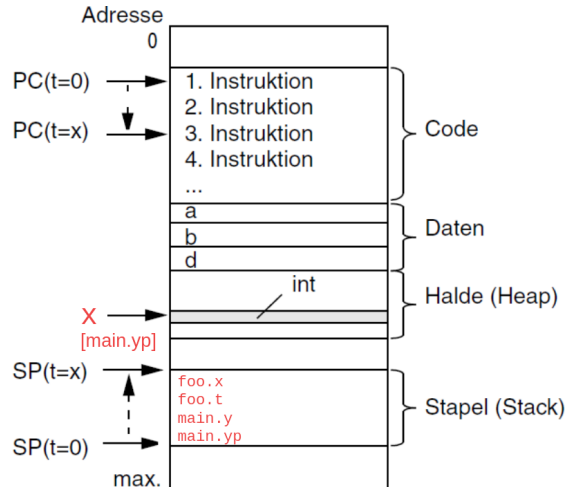 Adresse
0
PC(t=0)
1. Instruktion
2. Instruktion
PC(t=x)
3. Instruktion
4. Instruktion
...
Code
a
b
d
Daten
int
Halde (Heap)
X
[main.yp]
SP(t=x)
foo.x
foo.t
main.y
main.yp
Stapel (Stack)
SP(t=0)
max.